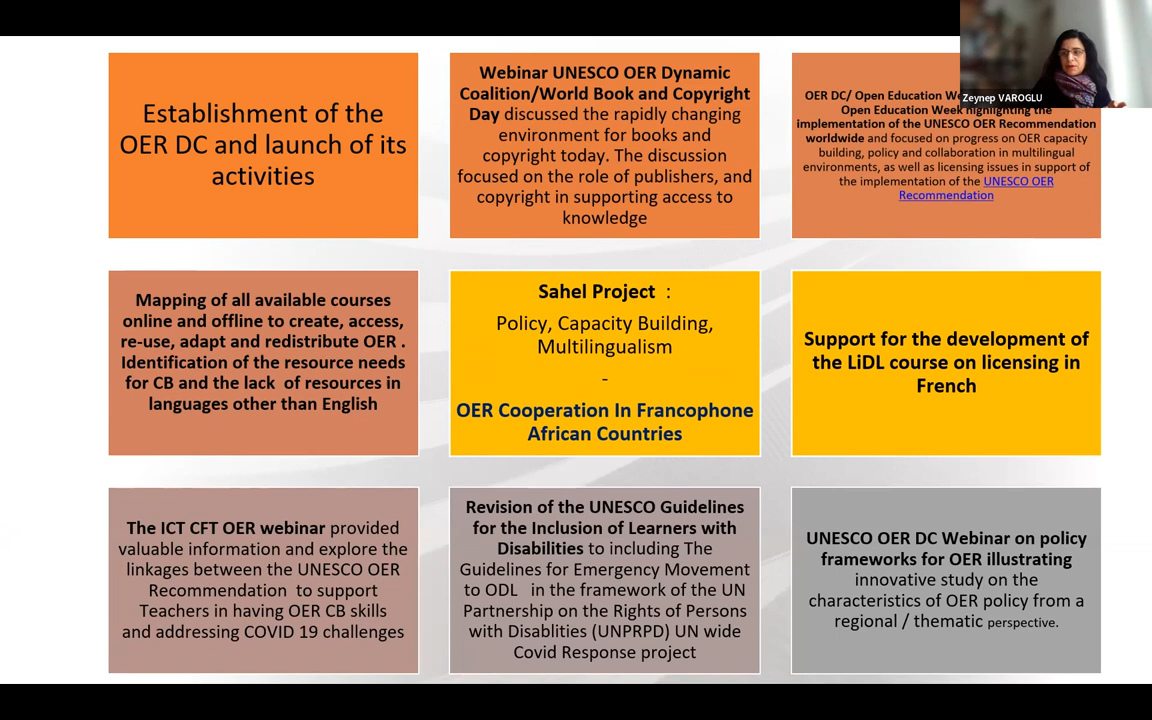 Establishment of the
OER DC and launch of its
activities
Webinar UNESCO OER Dynamic
Coalition/World Book and Copyright
Day discussed the rapidly changing
environment for books and
copyright today. The discussion
focused on the role of publishers, and
copyright in supporting access to
knowledge
Zeynep VAROGLU
OER DC/ Open Education
Open Education Week highlighting the
implementation of the UNESCO OER Recommendation
worldwide and focused on progress on OER capacity
building, policy and collaboration in multilingual
environments, as well as licensing issues in support of
the implementation of the UNESCO OER
Recommendation
Mapping of all available courses
online and offline to create, access,
re-use, adapt and redistribute OER .
Identification of the resource needs
for CB and the lack of resources in
languages other than English
Sahel Project :
Policy, Capacity Building,
Multilingualism
-
OER Cooperation In Francophone
African Countries
Support for the development of
the LiDL course on licensing in
French
The ICT CFT OER webinar provided
valuable information and explore the
linkages between the UNESCO OER
Recommendation to support
Teachers in having OER CB skills
and addressing COVID 19 challenges
Revision of the UNESCO Guidelines
for the Inclusion of Learners with
Disabilities to including The
Guidelines for Emergency Movement
to ODL in the framework of the UN
Partnership on the Rights of Persons
with Disablities (UNPRPD) UN wide
Covid Response project
UNESCO OER DC Webinar on policy
frameworks for OER illustrating
innovative study on the
characteristics of OER policy from a
regional / thematic perspective.